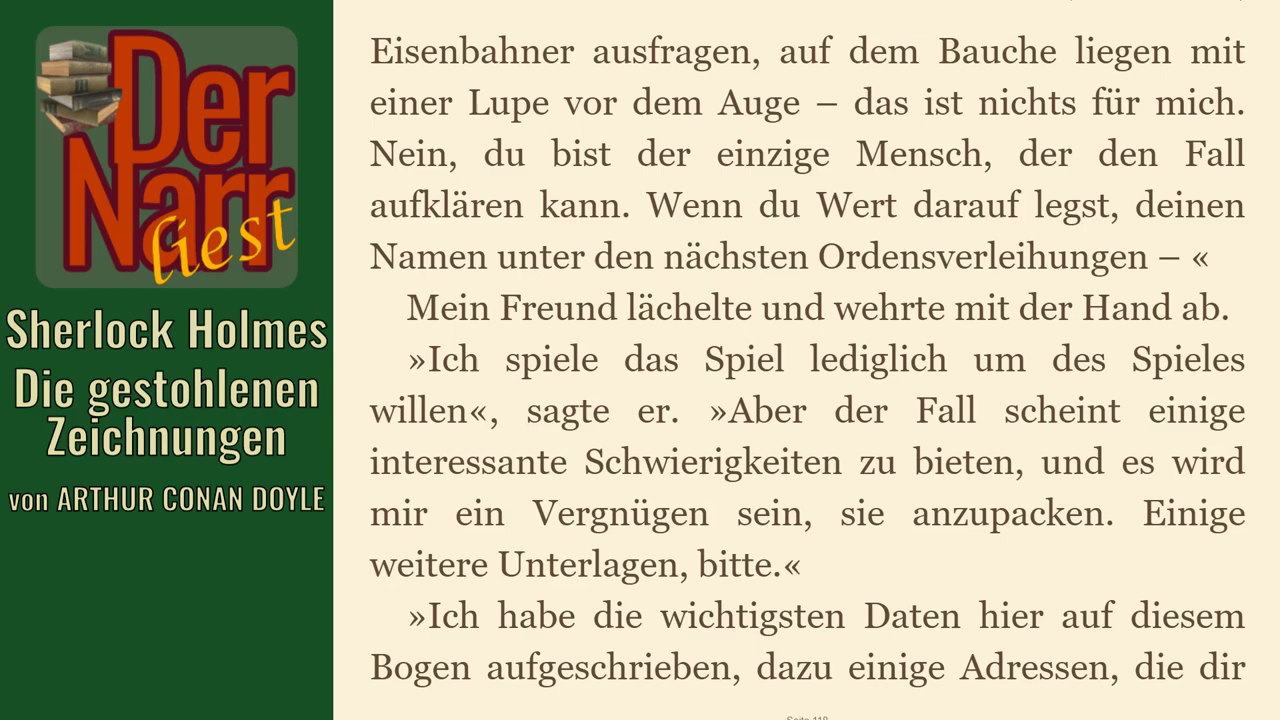 Der
Narr
liest
Sherlock Holmes
Die gestohlenen
Zeichnungen
von ARTHUR CONAN DOYLE
Eisenbahner ausfragen, auf dem Bauche liegen mit
einer Lupe vor dem Auge – das ist nichts für mich.
Nein, du bist der einzige Mensch, der den Fall
aufklären kann. Wenn du Wert darauf legst, deinen
Namen unter den nächsten Ordensverleihungen – «
Mein Freund lächelte und wehrte mit der Hand ab.
»Ich spiele das Spiel lediglich um des Spieles
willen«, sagte er. »Aber der Fall scheint einige
interessante Schwierigkeiten zu bieten, und es wird
mir ein Vergnügen sein, sie anzupacken. Einige
weitere Unterlagen, bitte.«
»Ich habe die wichtigsten Daten hier auf diesem
Bogen aufgeschrieben, dazu einige Adressen, die dir